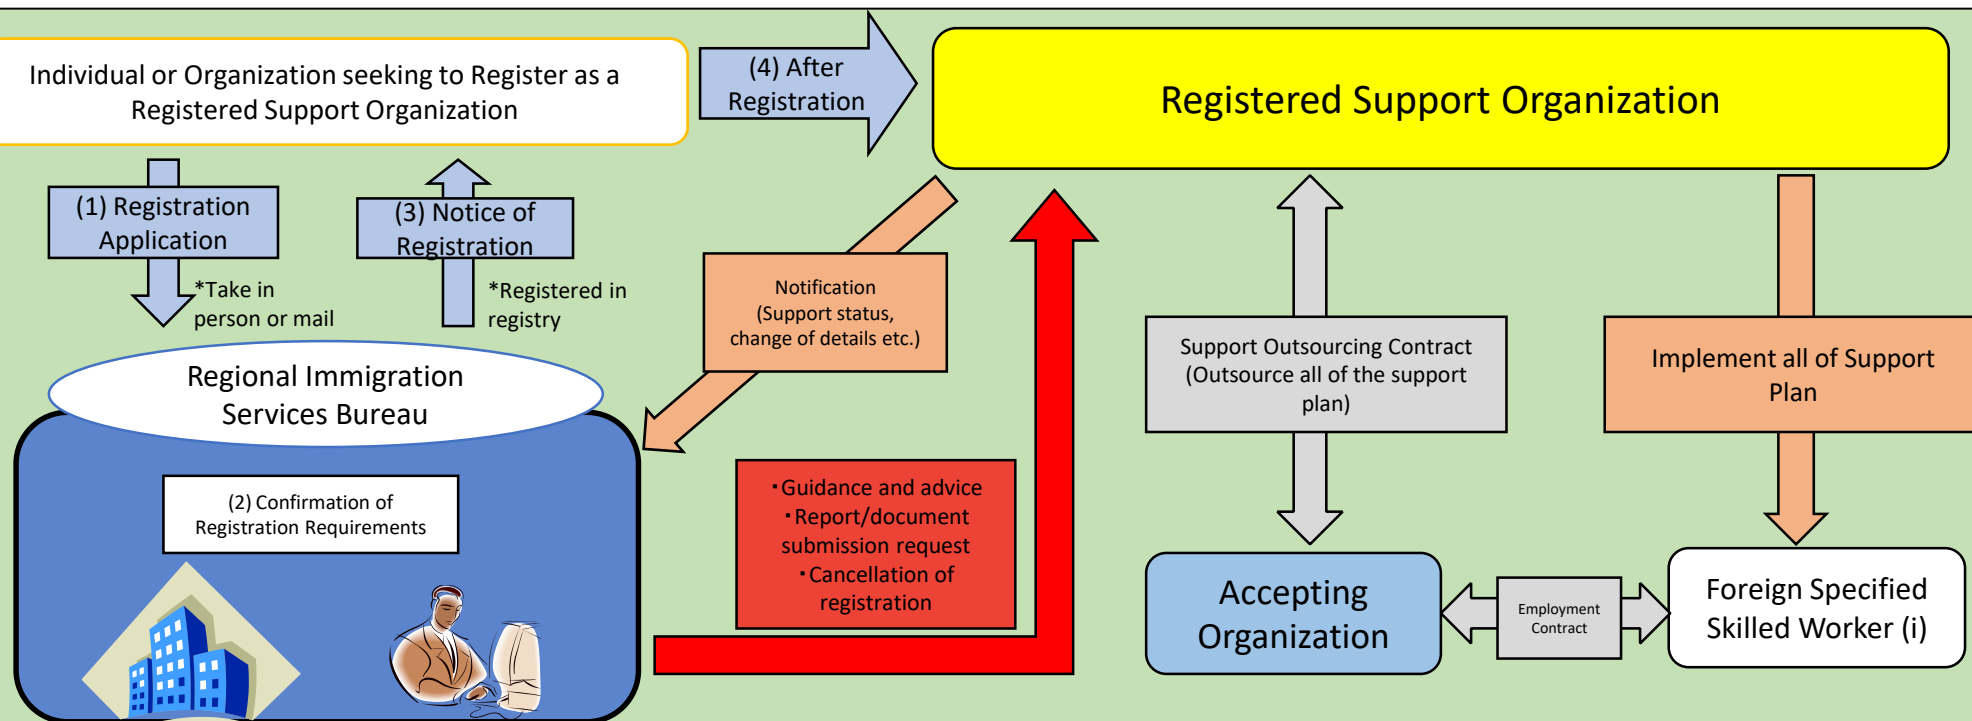 Individual or Organization seeking to Register as a
Registered Support Organization
(4) After
Registration
Registered Support Organization
(1) Registration
Application
(3) Notice of
Registration
*Take in
person or mail
*Registered in
registry
Notification
(Support status,
change of details etc.)
Support Outsourcing Contract
(Outsource all of the support
plan)
Implement all of Support
Plan
Regional Immigration
Services Bureau
(2) Confirmation of
Registration Requirements
・Guidance and advice
・Report/document
submission request
・Cancellation of
registration
Accepting
Organization
Employment
Contract
Foreign Specified
Skilled Worker (i)